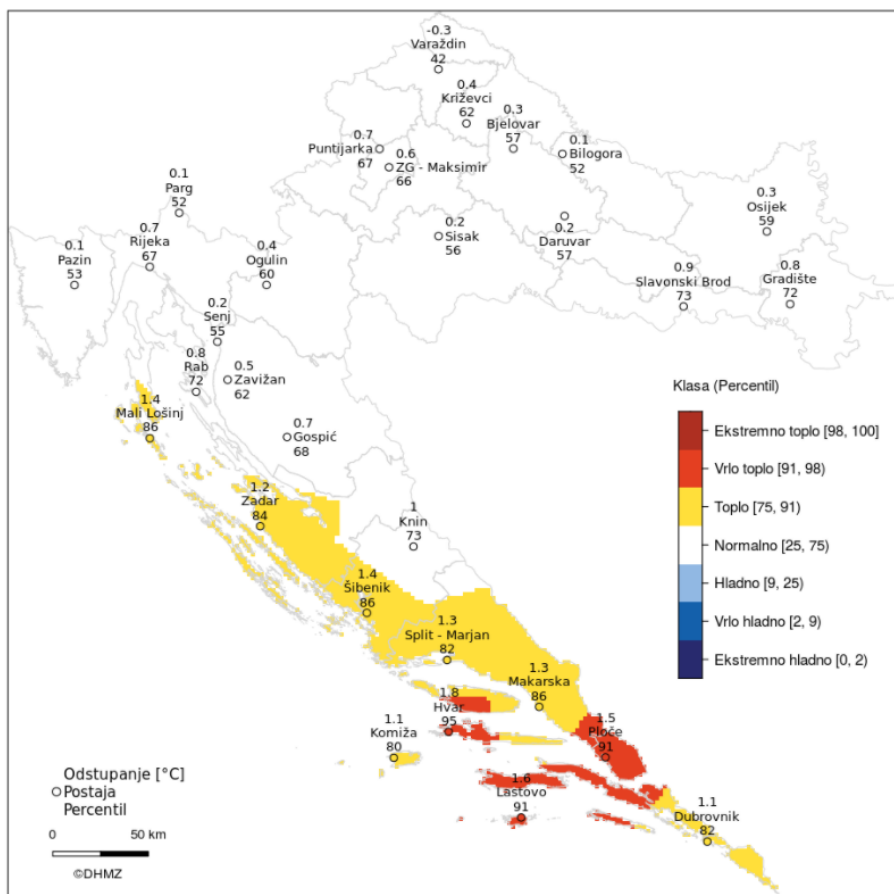 -0.3
Varaždin
42
0.4
Križevci
62
0.3
Bjelovar
57
0.1
Bilogora
52
0.7
Puntijarka
67
0.6
ZG - Maksimir
66
0.1
Parg
52
0.7
Rijeka
67
0.1
Pazin
53
0.4
Ogulin
60
0.2
Sisak
56
0.2
Daruvar
57
0.3
Osijek
59
0.9
Slavonski Brod
73
0.8
Gradište
72
0.2
Senj
55
0.8
Rab
72
0.5
Zavižan
62
1.4
Mali Lošinj
86
0.7
Gospić
68
1.2
Zadar
84
1
Knin
73
1.4
Šibenik
86
1.3
Split - Marjan
82
1.3
Makarska
86
1.8
Hvar
95
1.1
Komiža
80
1.5
Ploče
91
1.6
Lastovo
91
1.1
Dubrovnik
82
Klasa (Percentil)
Ekstremno toplo [98, 100]
Vrlo toplo [91, 98)
Toplo [75, 91)
Normalno [25, 75)
Hladno [9, 25)
Vrlo hladno [2, 9)
Ekstremno hladno [0, 2)
Odstupanje [°C]
Postaja
Percentil
0 50 km
©DHMZ